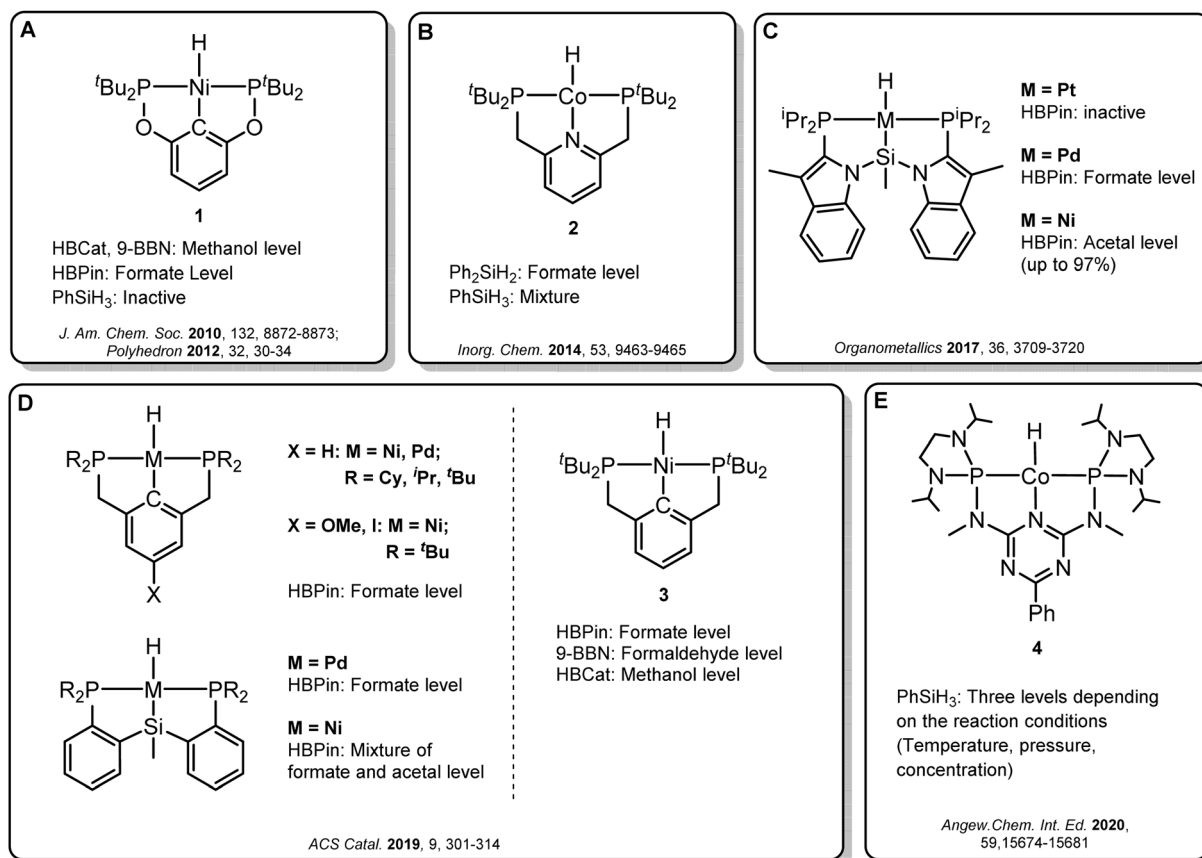 A
H
ᵗBu₂P Ni PᵗBu₂
O C O
1
HBCat, 9-BBN: Methanol level
HBPin: Formate Level
PhSiH₃: Inactive
J. Am. Chem. Soc. 2010, 132, 8872-8873;
Polyhedron 2012, 32, 30-34
B
H
ᵗBu₂P Co PᵗBu₂
N
2
Ph₂SiH₂: Formate level
PhSiH₃: Mixture
Inorg. Chem. 2014, 53, 9463-9465
C
H
ⁱPr₂P M PⁱPr₂
Si
N N
M = Pt
HBPin: inactive
M = Pd
HBPin: Formate level
M = Ni
HBPin: Acetal level
(up to 97%)
Organometallics 2017, 36, 3709-3720
D
H
R₂P M PR₂
C
X
X = H: M = Ni, Pd;
R = Cy, ⁱPr, ᵗBu
X = OMe, I: M = Ni;
R = ᵗBu
HBPin: Formate level
H
R₂P M PR₂
Si
M = Pd
HBPin: Formate level
M = Ni
HBPin: Mixture of
formate and acetal level
H
ᵗBu₂P Ni PᵗBu₂
C
3
HBPin: Formate level
9-BBN: Formaldehyde level
HBCat: Methanol level
ACS Catal. 2019, 9, 301-314
E
H
N N
N P Co P N
N N N
N N
Ph
4
PhSiH₃: Three levels depending
on the reaction conditions
(Temperature, pressure,
concentration)
Angew.Chem. Int. Ed. 2020,
59,15674-15681